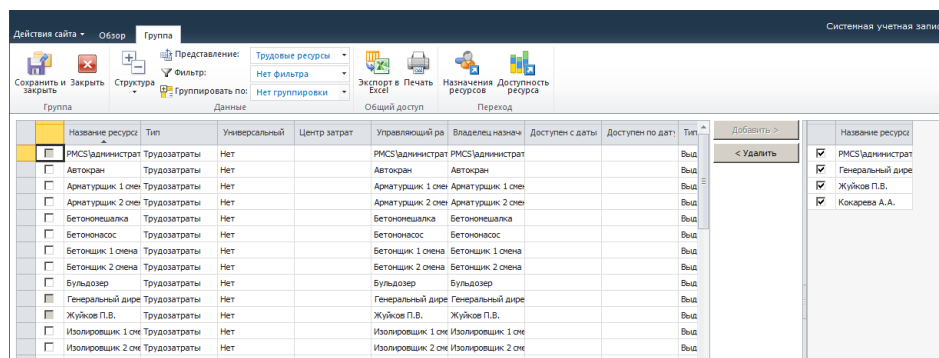 Системная учетная запис
Действия сайта Обзор Группа
Сохранить и закрыть Закрыть Структура
Представление: Трудовые ресурсы
Фильтр: Нет фильтра
Группировать по: Нет группировки
Экспорт в Excel Печать Назначения ресурсов Доступность ресурса
Группа Данные Общий доступ Переход
Название ресурса Тип Универсальный Центр затрат Управляющий ра Владелец назнач Доступен с даты Доступен по дату Тип
PMCS\администрат Трудозатраты Нет PMCS\администрат PMCS\администрат Выд
Автокран Трудозатраты Нет Автокран Автокран Выд
Арматурщик 1 сме Трудозатраты Нет Арматурщик 1 сме Арматурщик 1 сме Выд
Арматурщик 2 сме Трудозатраты Нет Арматурщик 2 сме Арматурщик 2 сме Выд
Бетономешалка Трудозатраты Нет Бетономешалка Бетономешалка Выд
Бетононасос Трудозатраты Нет Бетононасос Бетононасос Выд
Бетонщик 1 смена Трудозатраты Нет Бетонщик 1 смена Бетонщик 1 смена Выд
Бетонщик 2 смена Трудозатраты Нет Бетонщик 2 смена Бетонщик 2 смена Выд
Бульдозер Трудозатраты Нет Бульдозер Бульдозер Выд
Генеральный дире Трудозатраты Нет Генеральный дире Генеральный дире Выд
Жуйков П.В. Трудозатраты Нет Жуйков П.В. Жуйков П.В. Выд
Изолировщик 1 сме Трудозатраты Нет Изолировщик 1 сме Изолировщик 1 сме Выд
Изолировщик 2 сме Трудозатраты Нет Изолировщик 2 сме Изолировщик 2 сме Выд
Добавить >
< Удалить
Название ресурса
PMCS\администрат
Генеральный дире
Жуйков П.В.
Кокарева А.А.